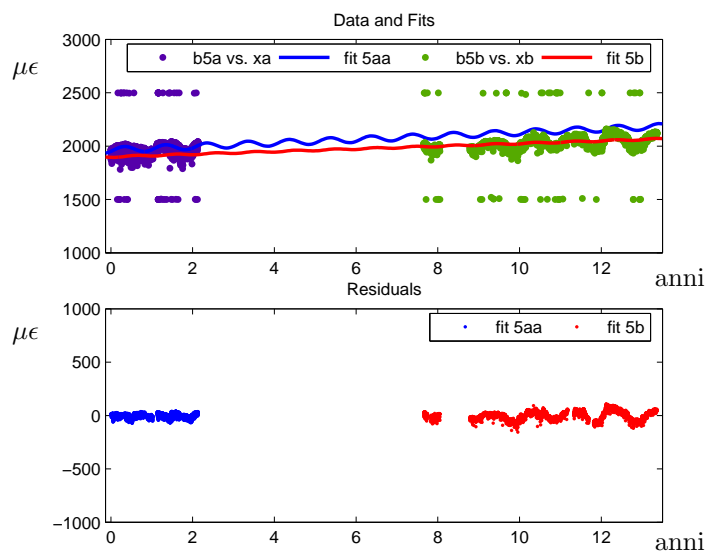 Data and Fits
με
3000
2500
2000
1500
1000
b5a vs. xa
fit 5aa
b5b vs. xb
fit 5b
0 2 4 6 8 10 12
anni
Residuals
με
1000
500
0
−500
−1000
fit 5aa
fit 5b
0 2 4 6 8 10 12
anni